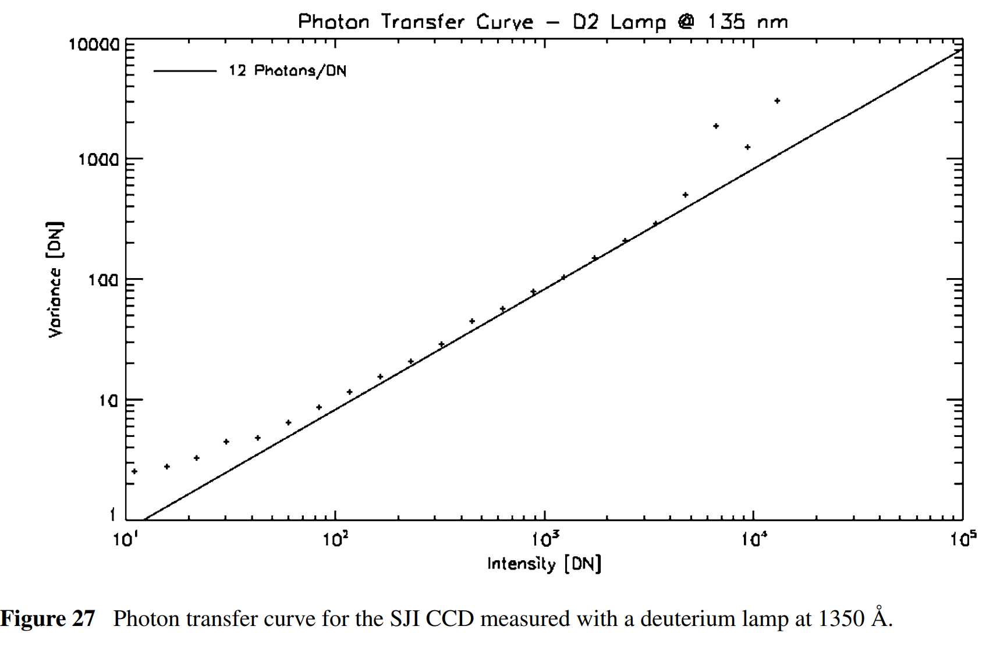 Photon Transfer Curve - D2 Lamp @ 135 nm
10000
12 Photons/DN
1000
Variance [DN]
100
10
1
10¹ 10² 10³ 10⁴ 10⁵
Intensity [DN]
Figure 27 Photon transfer curve for the SJI CCD measured with a deuterium lamp at 1350 Å.